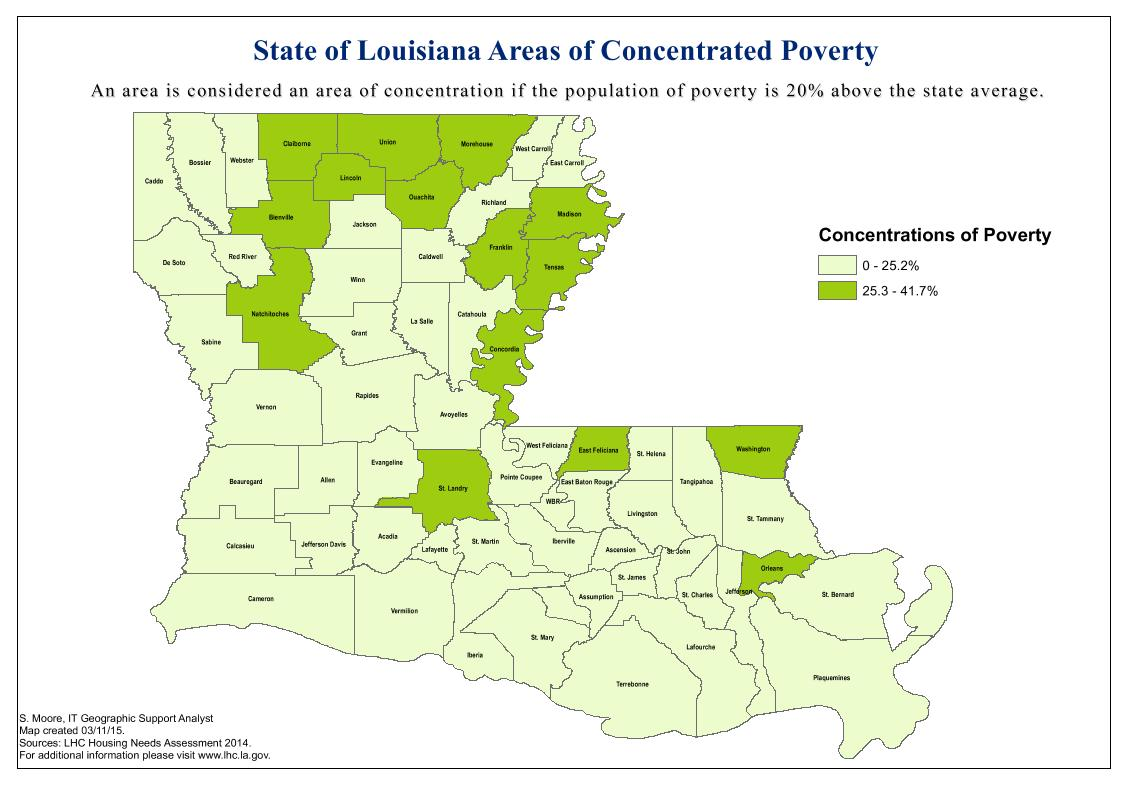 State of Louisiana Areas of Concentrated Poverty
An area is considered an area of concentration if the population of poverty is 20% above the state average.
Claiborne
Union
Morehouse
West Carroll
East Carroll
Bossier
Webster
Caddo
Lincoln
Ouachita
Richland
Madison
Bienville
Jackson
Franklin
De Soto
Red River
Caldwell
Tensas
Winn
Natchitoches
La Salle
Catahoula
Grant
Sabine
Concordia
Rapides
Vernon
Avoyelles
Concentrations of Poverty
0 - 25.2%
25.3 - 41.7%
West Feliciana
East Feliciana
St. Helena
Washington
Evangeline
Beauregard
Allen
St. Landry
Pointe Coupee
East Baton Rouge
Tangipahoa
WBR
Livingston
St. Tammany
Calcasieu
Jefferson Davis
Acadia
Lafayette
St. Martin
Iberville
Ascension
St. John
Orleans
St. James
Cameron
Vermilion
Assumption
St. Charles
Jefferson
St. Bernard
St. Mary
Iberia
Lafourche
Terrebonne
Plaquemines
S. Moore, IT Geographic Support Analyst
Map created 03/11/15.
Sources: LHC Housing Needs Assessment 2014.
For additional information please visit www.lhc.la.gov.